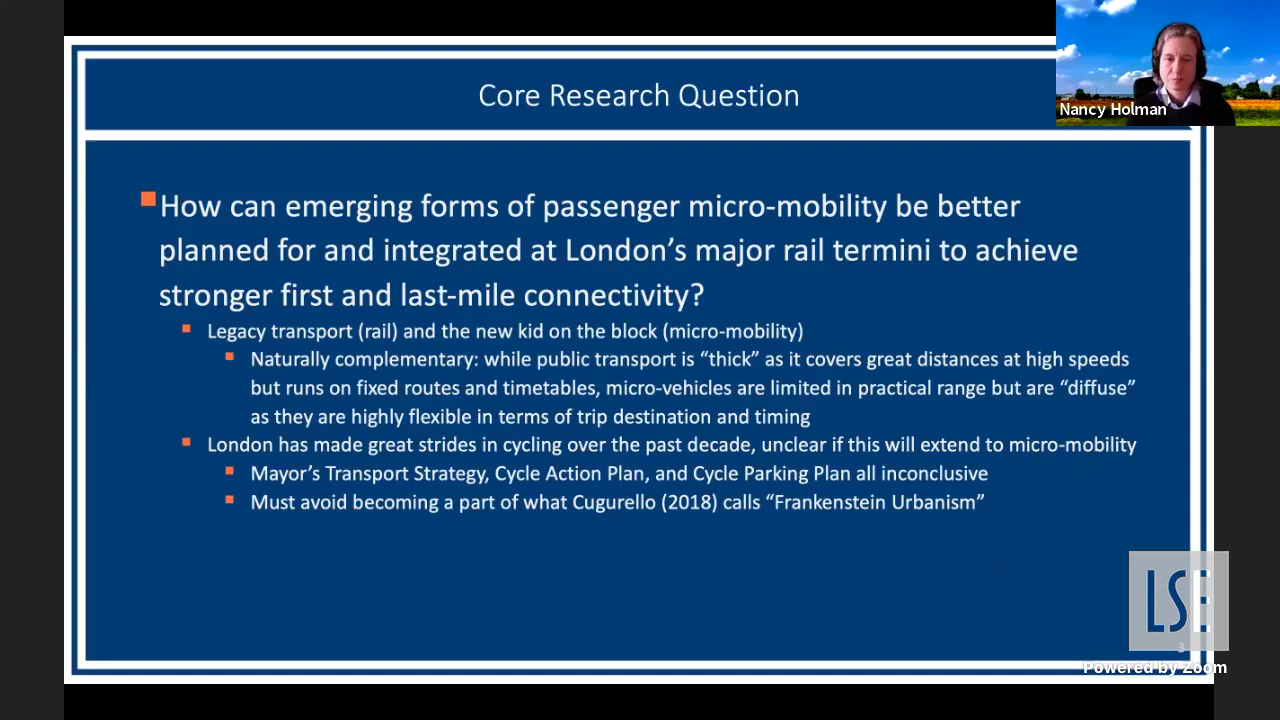 Core Research Question
Nancy Holman
How can emerging forms of passenger micro-mobility be better
planned for and integrated at London's major rail termini to achieve
stronger first and last-mile connectivity?
Legacy transport (rail) and the new kid on the block (micro-mobility)
Naturally complementary: while public transport is “thick” as it covers great distances at high speeds
but runs on fixed routes and timetables, micro-vehicles are limited in practical range but are “diffuse”
as they are highly flexible in terms of trip destination and timing
London has made great strides in cycling over the past decade, unclear if this will extend to micro-mobility
Mayor's Transport Strategy, Cycle Action Plan, and Cycle Parking Plan all inconclusive
Must avoid becoming a part of what Cugurello (2018) calls “Frankenstein Urbanism”
LSE
3
Powered by Zoom